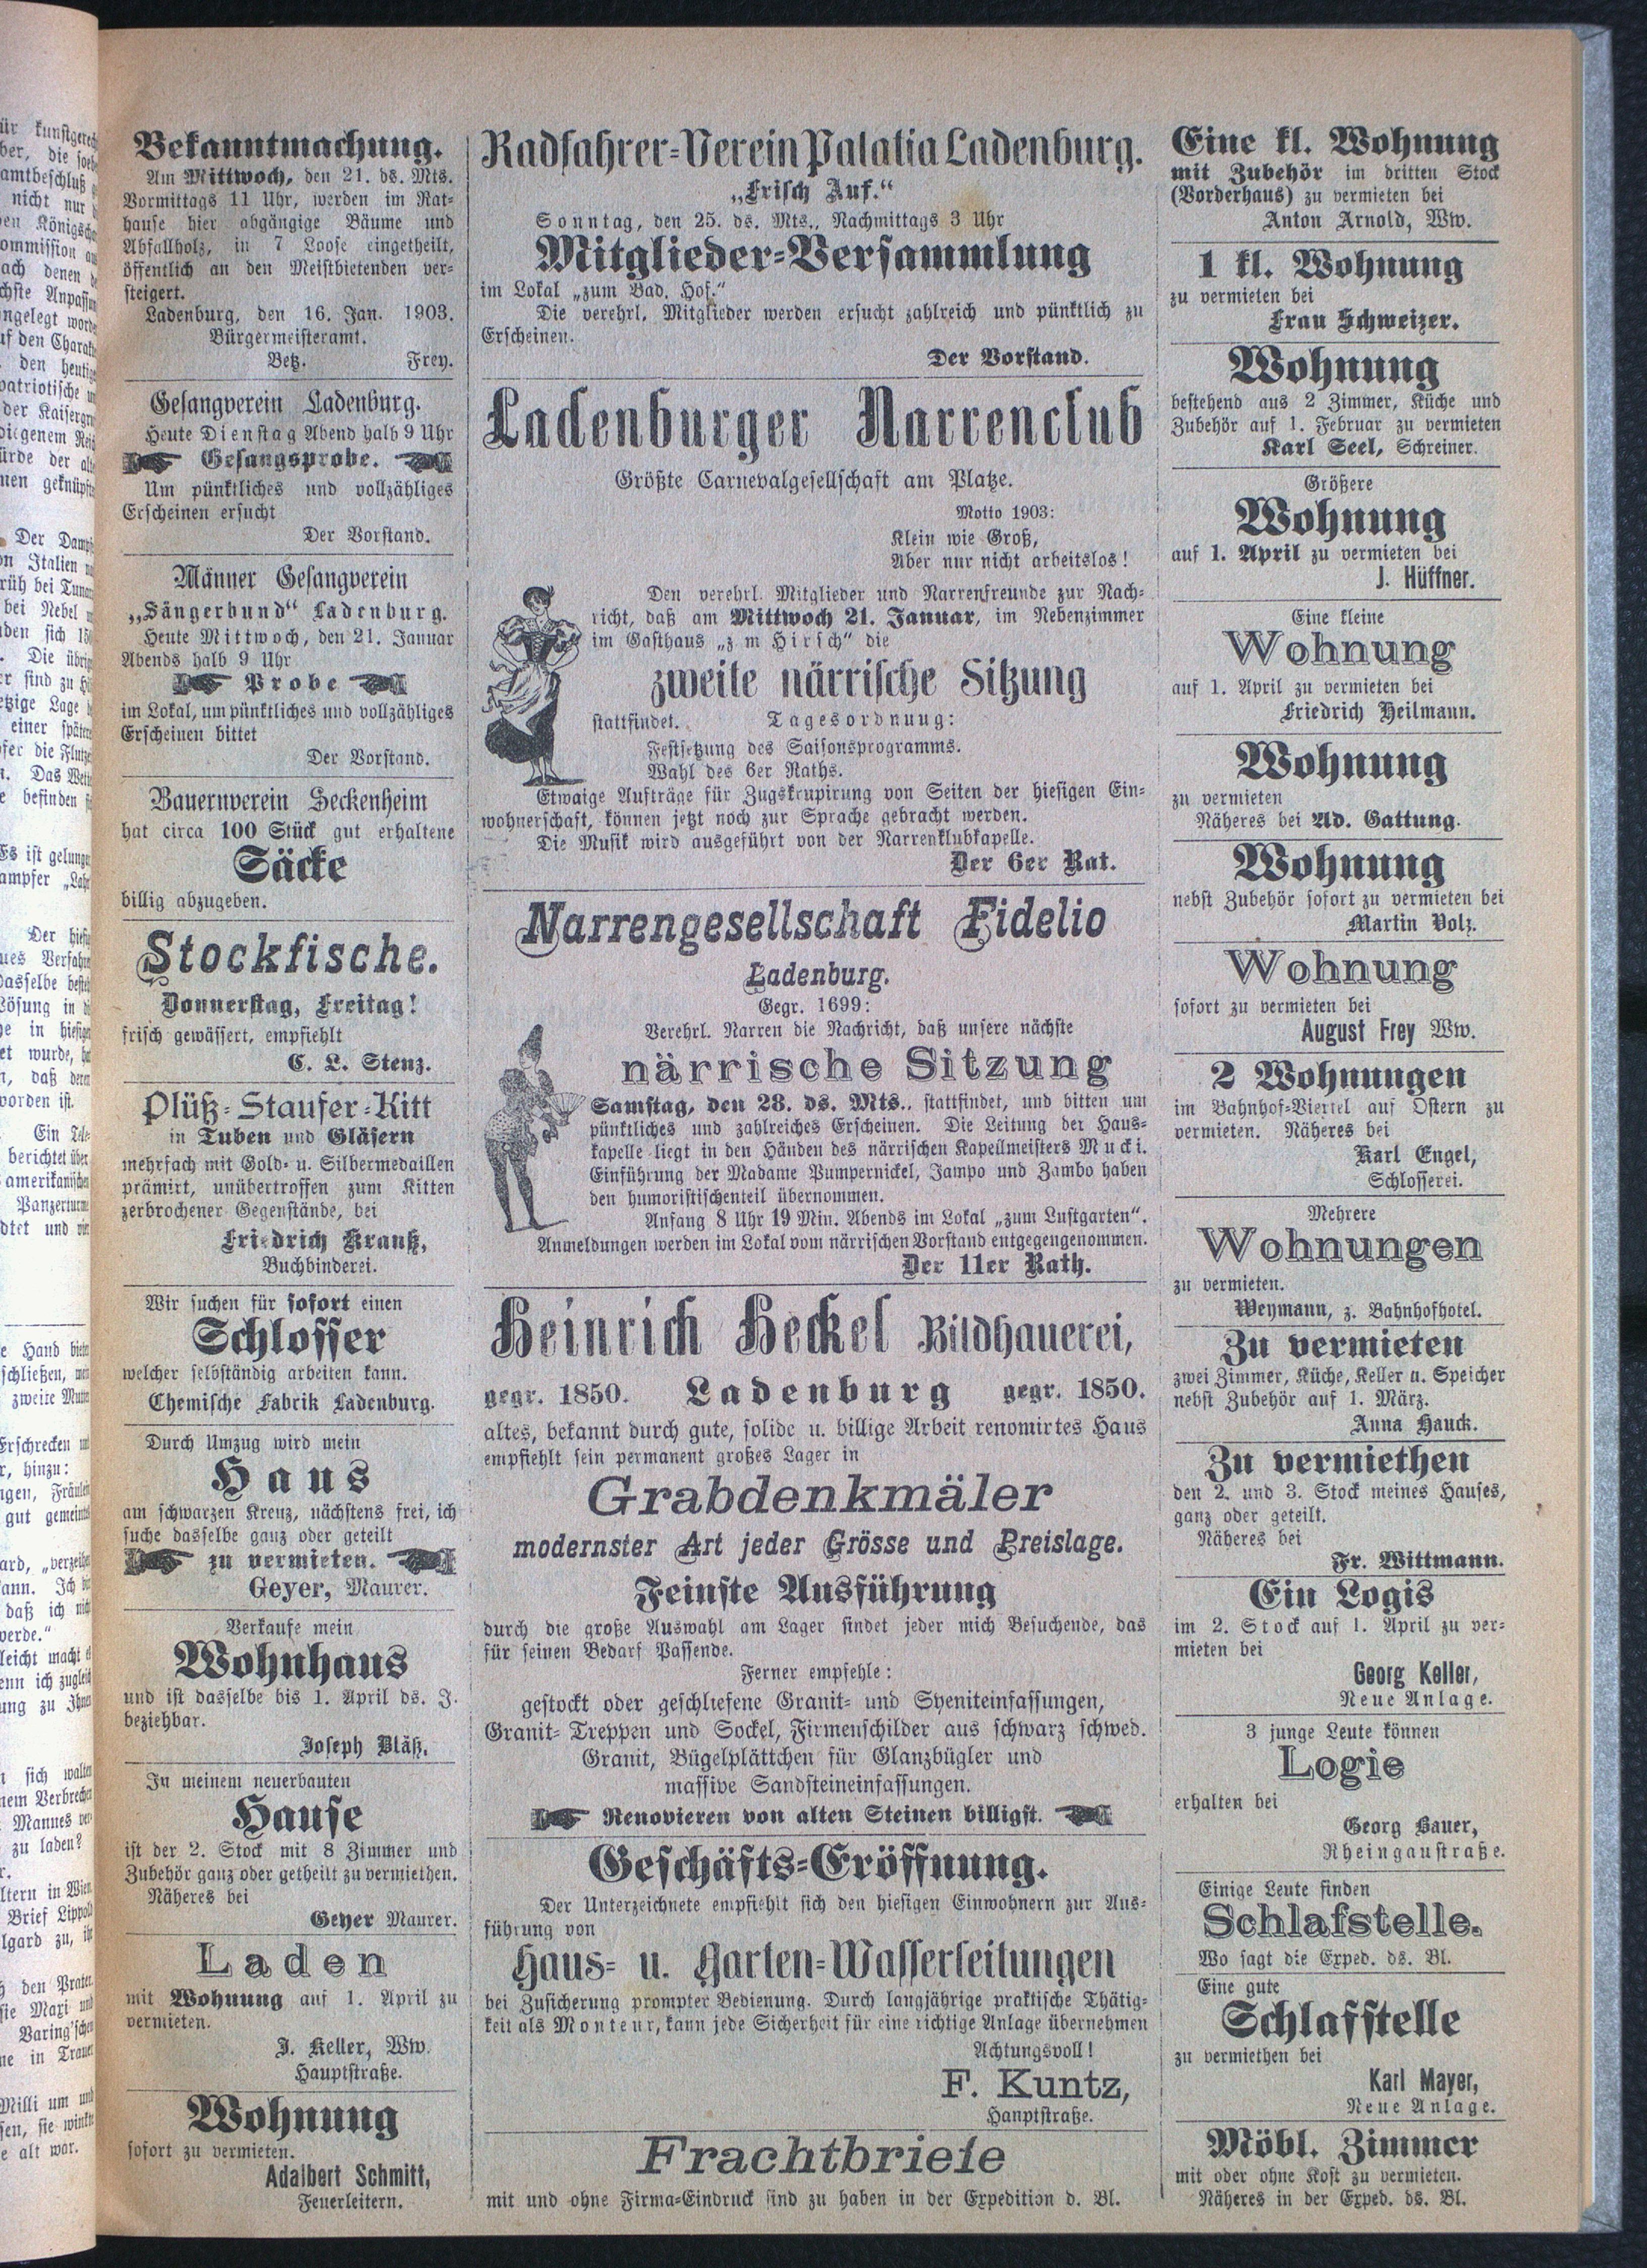 Bekanntmachung.
Am Mittwoch, den 21. ds. Mts.
Vormittags 11 Uhr, werden im Rat-
hause hier abgängige Bäume und
Abfallholz, in 7 Loose eingetheilt,
öffentlich an den Meistbietenden ver-
steigert.
Ladenburg, den 16. Jan. 1903.
Bürgermeisteramt.
Betz. Frey.
Gesangverein Ladenburg.
Heute Dienstag Abend halb 9 Uhr
Gesangsprobe.
Um pünktliches und vollzähliges
Erscheinen ersucht
Der Vorstand.
Männer Gesangverein
„Sängerbund“ Ladenburg.
Heute Mittwoch, den 21. Januar
Abends halb 9 Uhr
Probe
im Lokal, um pünktliches und vollzähliges
Erscheinen bittet
Der Vorstand.
Bauernverein Seckenheim
hat circa 100 Stück gut erhaltene
Säcke
billig abzugeben.
Stockfische.
Donnerstag, Freitag!
frisch gewässert, empfiehlt
C. L. Stenz.
Plüß-Staufer-Kitt
in Tuben und Gläsern
mehrfach mit Gold- u. Silbermedaillen
prämirt, unübertroffen zum Kitten
zerbrochener Gegenstände, bei
Friedrich Krauß,
Buchbinderei.
Wir suchen für sofort einen
Schlosser
welcher selbständig arbeiten kann.
Chemische Fabrik Ladenburg.
Durch Umzug wird mein
Haus
am schwarzen Kreuz, nächstens frei, ich
suche dasselbe ganz oder geteilt
zu vermieten.
Geyer, Maurer.
Verkaufe mein
Wohnhaus
und ist dasselbe bis 1. April ds. J.
beziehbar.
Joseph Bläß.
In meinem neuerbauten
Hause
ist der 2. Stock mit 8 Zimmer und
Zubehör ganz oder getheilt zu vermiethen.
Näheres bei
Geyer Maurer.
Laden
mit Wohnung auf 1. April zu
vermieten.
J. Keller, Ww.
Hauptstraße.
Wohnung
sofort zu vermieten.
Adalbert Schmitt,
Feuerleitern.
Radfahrer-Verein Palatia Ladenburg.
„Frisch Auf.“
Sonntag, den 25. ds. Mts., Nachmittags 3 Uhr
Mitglieder-Versammlung
im Lokal „zum Bad. Hof.“
Die verehrl. Mitglieder werden ersucht zahlreich und pünktlich zu
Erscheinen.
Der Vorstand.
Ladenburger Narrenclub
Größte Carnevalgesellschaft am Platze.
Motto 1903:
Klein wie Groß,
Aber nur nicht arbeitslos!
Den verehrl. Mitglieder und Narrenfreunde zur Nach-
richt, daß am Mittwoch 21. Januar, im Nebenzimmer
im Gasthaus „z m Hirsch“ die
zweite närrische Sitzung
stattfindet. Tagesordnung:
Festsetzung des Saisonsprogramms.
Wahl des 6er Raths.
Etwaige Aufträge für Zugskrupirung von Seiten der hiesigen Ein-
wohnerschaft, können jetzt noch zur Sprache gebracht werden.
Die Musik wird ausgeführt von der Narrenklubkapelle.
Der 6er Rat.
Narrengesellschaft Fidelio
Ladenburg.
Gegr. 1699:
Verehrl. Narren die Nachricht, daß unsere nächste
närrische Sitzung
Samstag, den 28. ds. Mts.. stattfindet, und bitten um
pünktliches und zahlreiches Erscheinen. Die Leitung der Haus-
kapelle liegt in den Händen des närrischen Kapellmeisters Mucki.
Einführung der Madame Pumpernickel, Jampo und Zambo haben
den humoristischenteil übernommen.
Anfang 8 Uhr 19 Min. Abends im Lokal „zum Lustgarten“.
Anmeldungen werden im Lokal vom närrischen Vorstand entgegengenommen.
Der 11er Rath.
Heinrich Heckel Bildhauerei,
gegr. 1850. Ladenburg gegr. 1850.
altes, bekannt durch gute, solide u. billige Arbeit renomirtes Haus
empfiehlt sein permanent großes Lager in
Grabdenkmäler
modernster Art jeder Grösse und Preislage.
Feinste Ausführung
durch die große Auswahl am Lager findet jeder mich Besuchende, das
für seinen Bedarf Passende.
Ferner empfehle:
gestockt oder geschliefene Granit- und Syeniteinfassungen,
Granit- Treppen und Sockel, Firmenschilder aus schwarz schwed.
Granit, Bügelplättchen für Glanzbügler und
massive Sandsteineinfassungen.
Renovieren von alten Steinen billigst.
Geschäfts-Eröffnung.
Der Unterzeichnete empfiehlt sich den hiesigen Einwohnern zur Aus-
führung von
Haus- u. Garten-Wasserleitungen
bei Zusicherung prompter Bedienung. Durch langjährige praktische Thätig-
keit als Monteur, kann jede Sicherheit für eine richtige Anlage übernehmen
Achtungsvoll!
F. Kuntz,
Hauptstraße.
Frachtbriefe
mit und ohne Firma-Eindruck sind zu haben in der Expedition d. Bl.
Eine kl. Wohnung
mit Zubehör im dritten Stock
(Vorderhaus) zu vermieten bei
Anton Arnold, Ww.
1 kl. Wohnung
zu vermieten bei
Frau Schweizer.
Wohnung
bestehend aus 2 Zimmer, Küche und
Zubehör auf 1. Februar zu vermieten
Karl Seel, Schreiner.
Größere
Wohnung
auf 1. April zu vermieten bei
J. Hüffner.
Eine kleine
Wohnung
auf 1. April zu vermieten bei
Friedrich Heilmann.
Wohnung
zu vermieten
Näheres bei Ad. Gattung.
Wohnung
nebst Zubehör sofort zu vermieten bei
Martin Volz.
Wohnung
sofort zu vermieten bei
August Frey Ww.
2 Wohnungen
im Bahnhof-Viertel auf Ostern zu
vermieten. Näheres bei
Karl Engel,
Schlosserei.
Mehrere
Wohnungen
zu vermieten.
Weymann, z. Bahnhofhotel.
Zu vermieten
zwei Zimmer, Küche, Keller u. Speicher
nebst Zubehör auf 1. März.
Anna Hauck.
Zu vermiethen
den 2. und 3. Stock meines Hauses,
ganz oder geteilt.
Näheres bei
Fr. Wittmann.
Ein Logis
im 2. Stock auf 1. April zu ver-
mieten bei
Georg Keller,
Neue Anlage.
3 junge Leute können
Logie
erhalten bei
Georg Bauer,
Rheingaustraße.
Einige Leute finden
Schlafstelle.
Wo sagt die Exped. ds. Bl.
Eine gute
Schlafstelle
zu vermiethen bei
Karl Mayer,
Neue Anlage.
Möbl. Zimmer
mit oder ohne Kost zu vermieten.
Näheres in der Exped. ds. Bl.